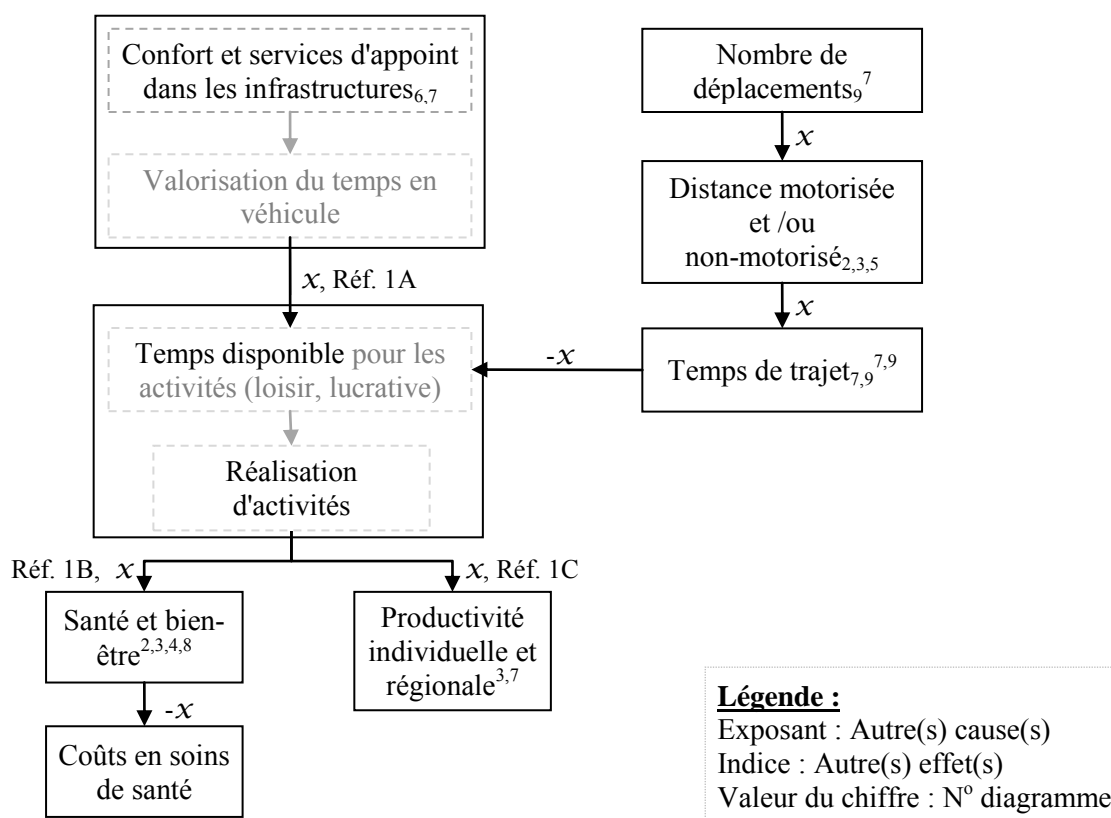 Confort et services d'appoint
dans les infrastructures6,7
Valorisation du temps en
véhicule
x, Réf. 1A
Temps disponible pour les
activités (loisir, lucrative)
Réalisation
d'activités
Réf. 1B, x
x, Réf. 1C
Santé et bien-
être2,3,4,8
-x
Coûts en soins
de santé
Productivité
individuelle et
régionale3,7
Nombre de
déplacements9 7
x
Distance motorisée
et /ou
non-motorisé2,3,5
x
Temps de trajet7,9 7,9
-x
Légende :
Exposant : Autre(s) cause(s)
Indice : Autre(s) effet(s)
Valeur du chiffre : No diagramme